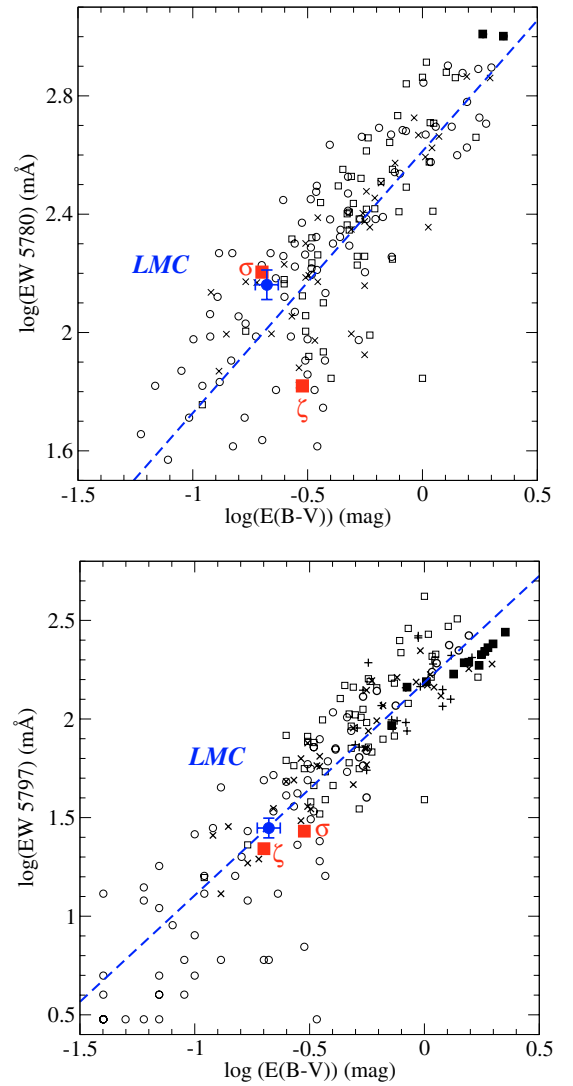 2.8
2.4
2
1.6
log(EW 5780) (mÅ)
LMC
σ
ζ
-1.5 -1 -0.5 0 0.5
log(E(B-V)) (mag)
2.5
2
1.5
1
0.5
log(EW 5797) (mÅ)
LMC
σ
ζ
-1.5 -1 -0.5 0 0.5
log (E(B-V)) (mag)